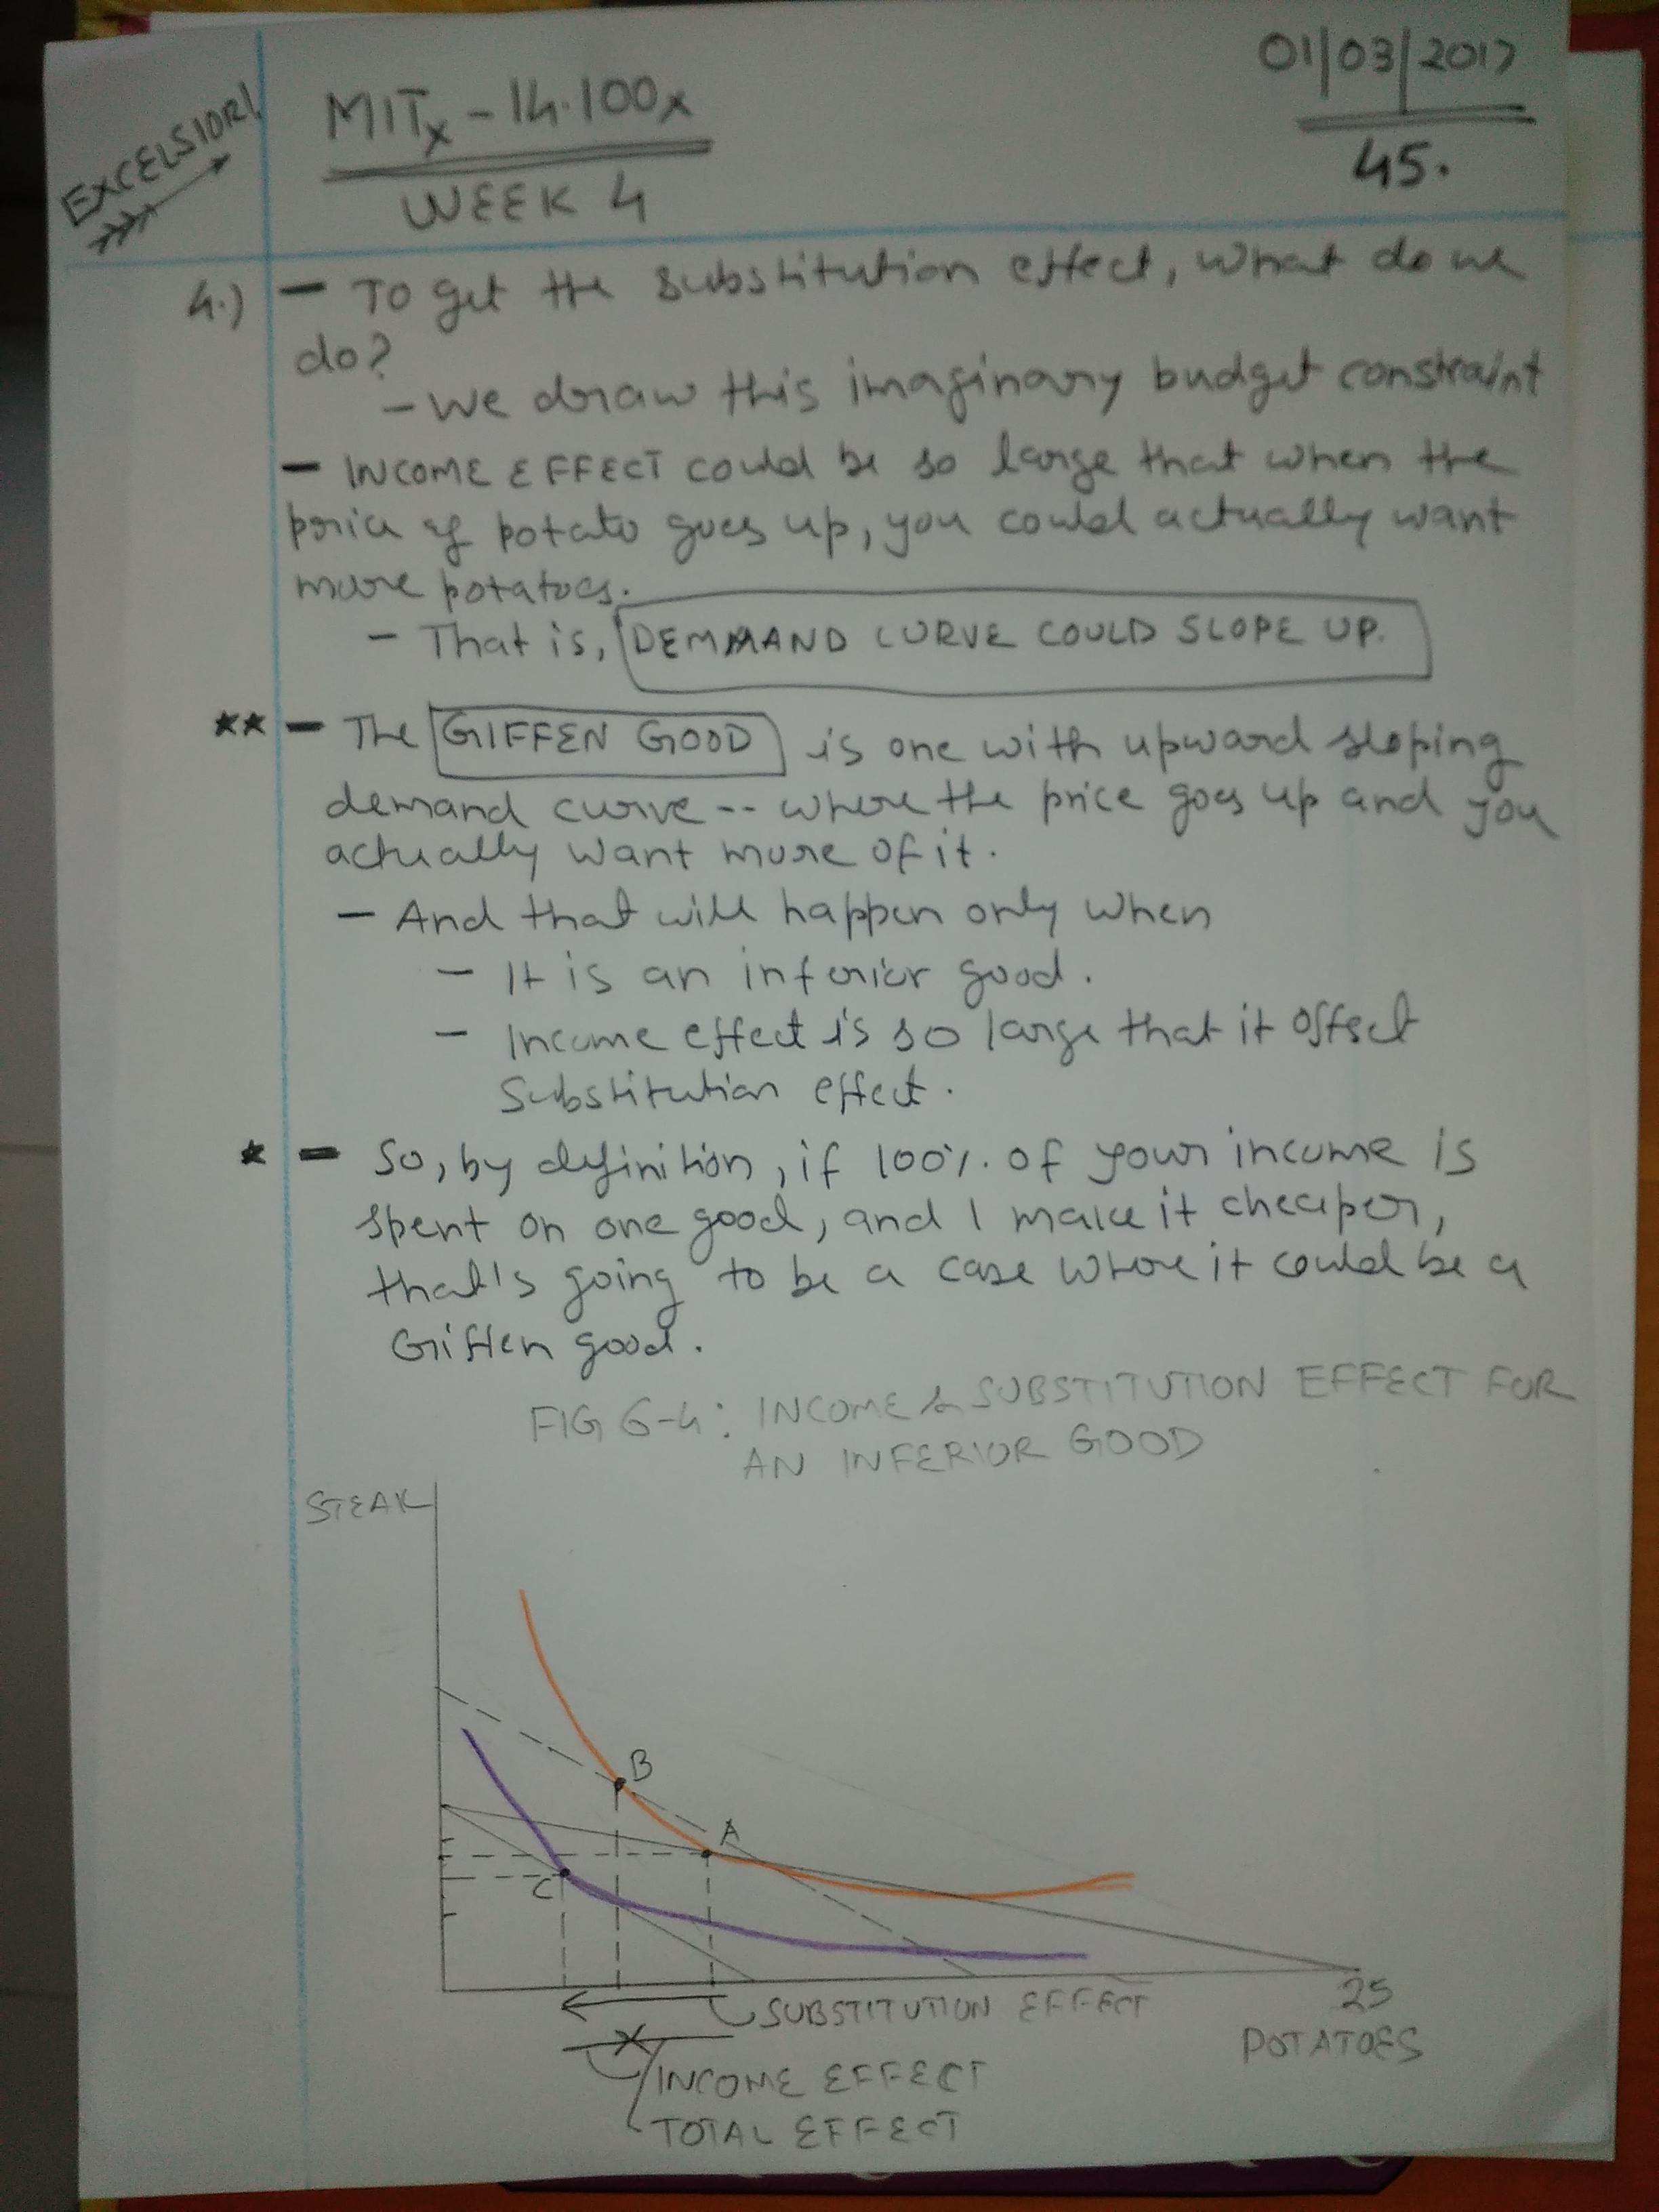 EXCELSIOR!
MITx - 14.100x
WEEK 4
01/03/2017
45.
4.) - To get the substitution effect, what do we
do?
- We draw this imaginary budget constraint
- INCOME EFFECT could be so large that when the
price of potato goes up, you could actually want
more potatoes.
- That is, DEMMAND CURVE COULD SLOPE UP.
** - The GIFFEN GOOD is one with upward sloping
demand curve -- where the price goes up and you
actually want more of it.
- And that will happen only when
- It is an inferior good.
- Income effect is so large that it offset
Substitution effect.
* - So, by definition, if 100% of your income is
spent on one good, and I make it cheaper,
that's going to be a case where it could be a
Giffen good.
FIG 6-4: INCOME & SUBSTITUTION EFFECT FOR
AN INFERIOR GOOD
STEAK
B
A
C
25
SUBSTITUTION EFFECT
POTATOES
INCOME EFFECT
TOTAL EFFECT